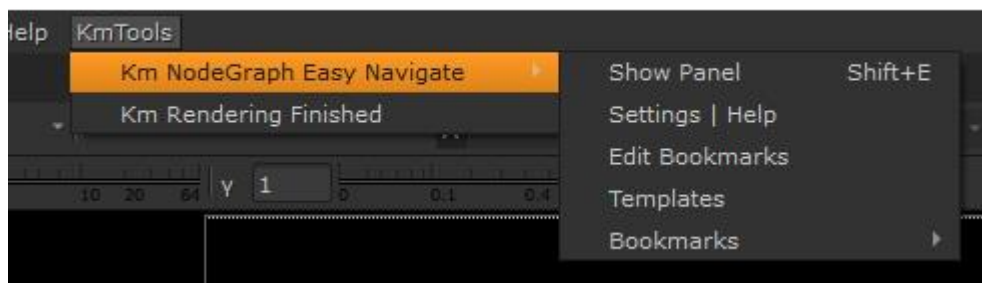 Help KmTools
Km NodeGraph Easy Navigate
Km Rendering Finished
Show Panel Shift+E
Settings | Help
Edit Bookmarks
Templates
Bookmarks
10 20 64 Y 1 0 0.1 0.4